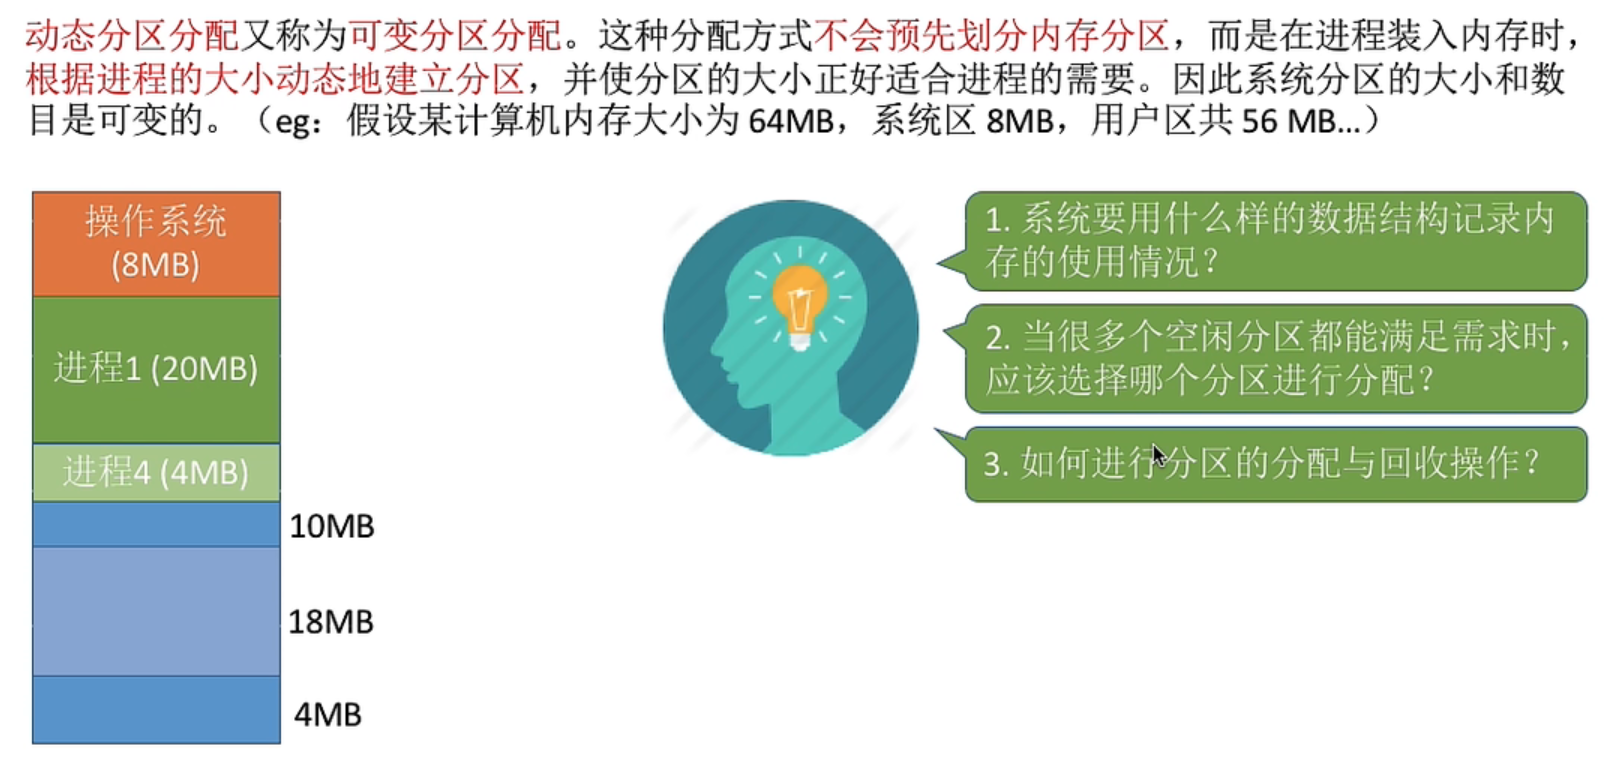 动态分区分配又称为可变分区分配。这种分配方式不会预先划分内存分区，而是在进程装入内存时，
根据进程的大小动态地建立分区，并使分区的大小正好适合进程的需要。因此系统分区的大小和数
目是可变的。（eg：假设某计算机内存大小为 64MB，系统区 8MB，用户区共 56 MB…）
操作系统
(8MB)
进程1 (20MB)
进程4 (4MB)
10MB
18MB
4MB
1. 系统要用什么样的数据结构记录内
存的使用情况？
2. 当很多个空闲分区都能满足需求时，
应该选择哪个分区进行分配？
3. 如何进行分区的分配与回收操作？